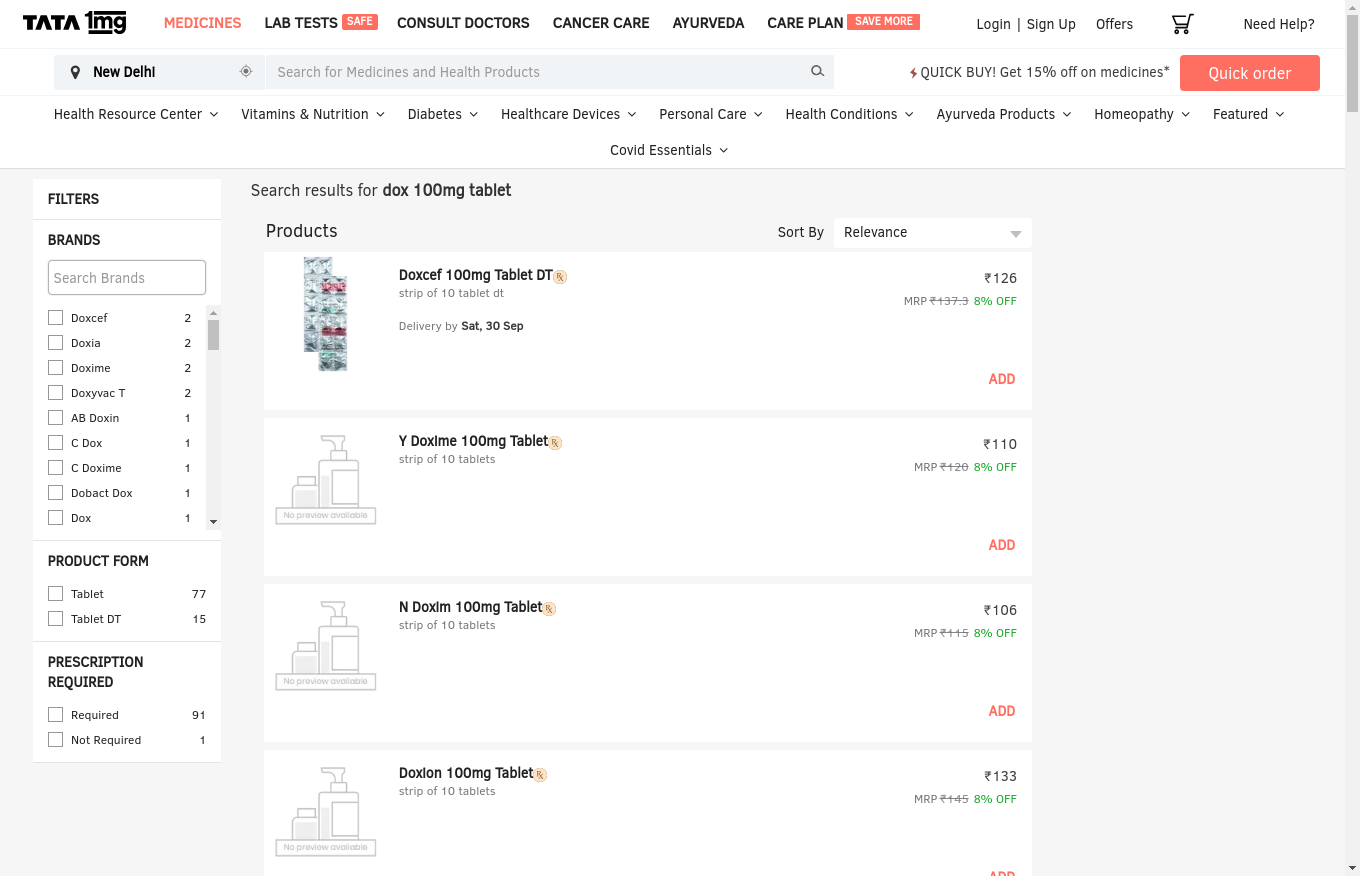 TATA 1mg
MEDICINES LAB TESTS SAFE CONSULT DOCTORS CANCER CARE AYURVEDA CARE PLAN SAVE MORE Login | Sign Up Offers Need Help?
New Delhi Search for Medicines and Health Products QUICK BUY! Get 15% off on medicines* Quick order
Health Resource Center Vitamins & Nutrition Diabetes Healthcare Devices Personal Care Health Conditions Ayurveda Products Homeopathy Featured
Covid Essentials
FILTERS
BRANDS
Search Brands
Doxcef 2
Doxia 2
Doxime 2
Doxyvac T 2
AB Doxin 1
C Dox 1
C Doxime 1
Dobact Dox 1
Dox 1
PRODUCT FORM
Tablet 77
Tablet DT 15
PRESCRIPTION
REQUIRED
Required 91
Not Required 1
Search results for dox 100mg tablet
Products Sort By Relevance
Doxcef 100mg Tablet DT ℞ ₹126
strip of 10 tablet dt MRP ₹137.3 8% OFF
Delivery by Sat, 30 Sep
ADD
Y Doxime 100mg Tablet ℞ ₹110
strip of 10 tablets MRP ₹120 8% OFF
No preview available
ADD
N Doxim 100mg Tablet ℞ ₹106
strip of 10 tablets MRP ₹115 8% OFF
No preview available
ADD
Doxion 100mg Tablet ℞ ₹133
strip of 10 tablets MRP ₹145 8% OFF
No preview available
ADD